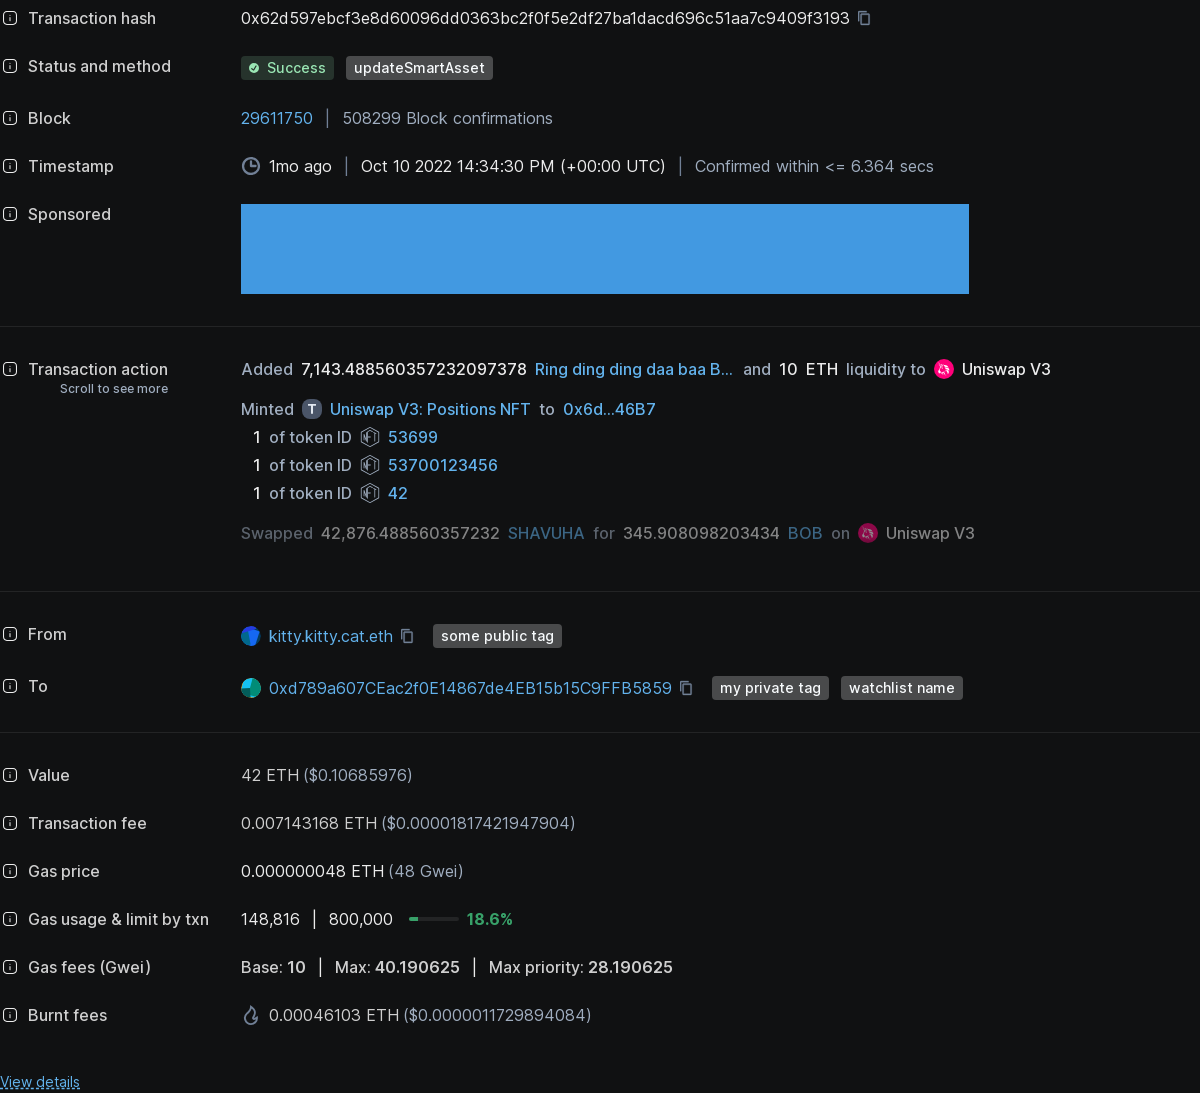 Transaction hash 0x62d597ebcf3e8d60096dd0363bc2f0f5e2df27ba1dacd696c51aa7c9409f3193
Status and method Success updateSmartAsset
Block 29611750 | 508299 Block confirmations
Timestamp 1mo ago | Oct 10 2022 14:34:30 PM (+00:00 UTC) | Confirmed within <= 6.364 secs
Sponsored
Transaction action Added 7,143.488560357232097378 Ring ding ding daa baa B... and 10 ETH liquidity to Uniswap V3
Scroll to see more
Minted T Uniswap V3: Positions NFT to 0x6d...46B7
1 of token ID 53699
1 of token ID 53700123456
1 of token ID 42
Swapped 42,876.488560357232 SHAVUHA for 345.908098203434 BOB on Uniswap V3
From kitty.kitty.cat.eth some public tag
To 0xd789a607CEac2f0E14867de4EB15b15C9FFB5859 my private tag watchlist name
Value 42 ETH ($0.10685976)
Transaction fee 0.007143168 ETH ($0.00001817421947904)
Gas price 0.000000048 ETH (48 Gwei)
Gas usage & limit by txn 148,816 | 800,000 18.6%
Gas fees (Gwei) Base: 10 | Max: 40.190625 | Max priority: 28.190625
Burnt fees 0.00046103 ETH ($0.0000011729894084)
View details